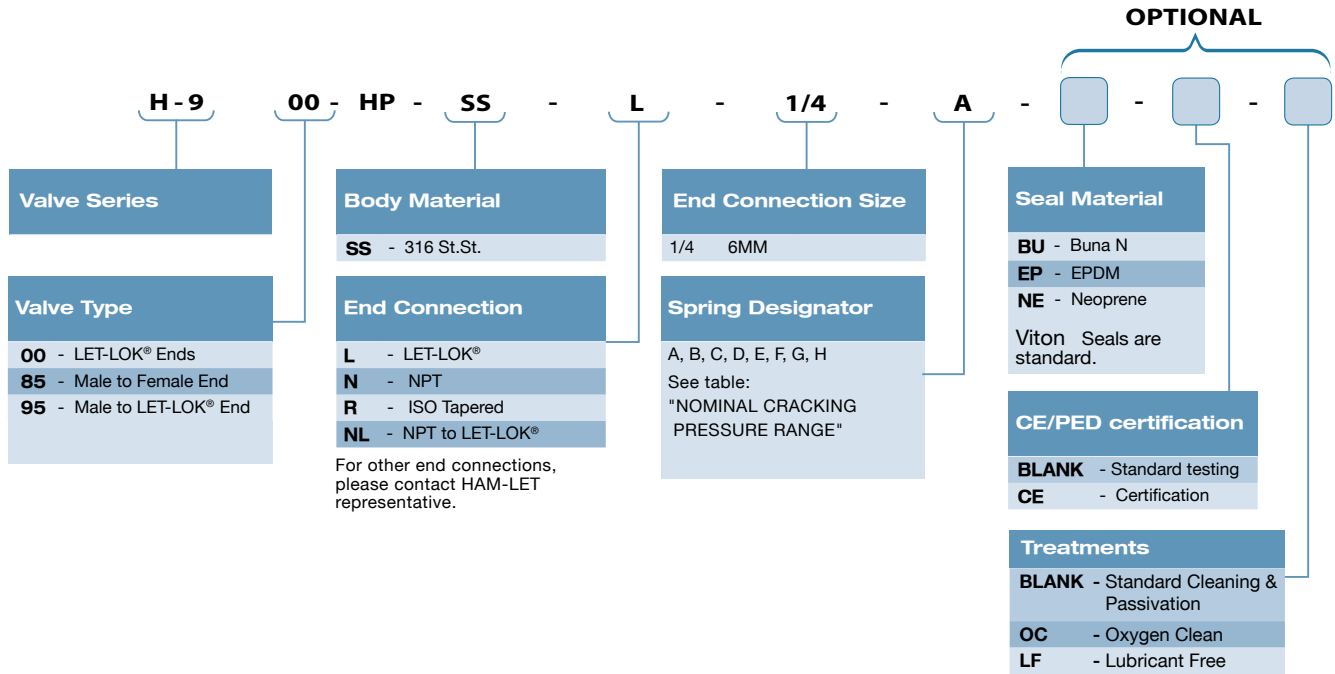 OPTIONAL
H - 9 00 - HP - SS - L - 1/4 - A - - -
Valve Series
Valve Type
00 - LET-LOK® Ends
85 - Male to Female End
95 - Male to LET-LOK® End
Body Material
SS - 316 St.St.
End Connection
L - LET-LOK®
N - NPT
R - ISO Tapered
NL - NPT to LET-LOK®
For other end connections,
please contact HAM-LET
representative.
End Connection Size
1/4 6MM
Spring Designator
A, B, C, D, E, F, G, H
See table:
"NOMINAL CRACKING
PRESSURE RANGE"
Seal Material
BU - Buna N
EP - EPDM
NE - Neoprene
Viton Seals are
standard.
CE/PED certification
BLANK - Standard testing
CE - Certification
Treatments
BLANK - Standard Cleaning &
Passivation
OC - Oxygen Clean
LF - Lubricant Free